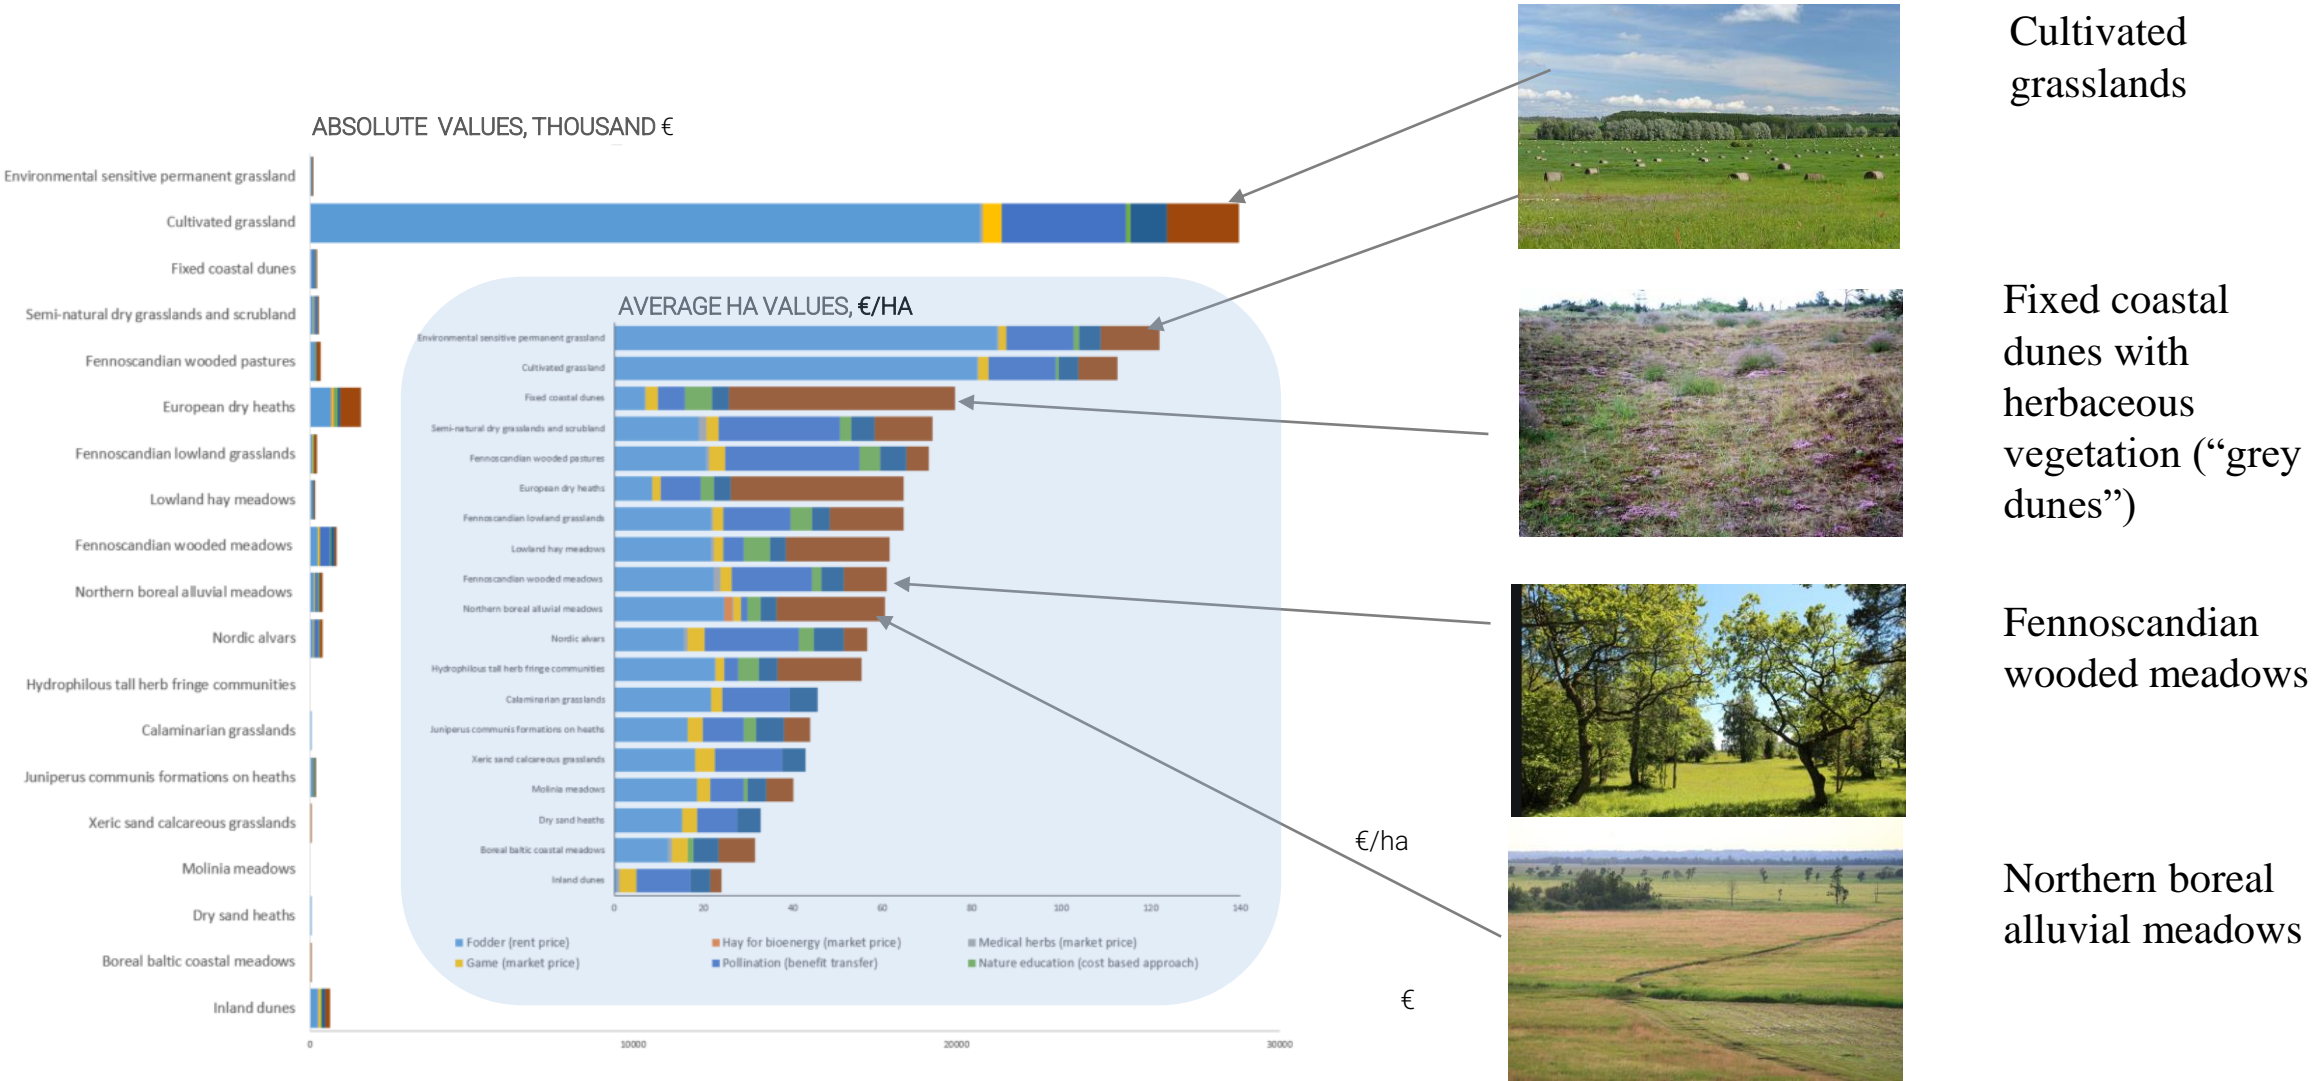 ABSOLUTE VALUES, THOUSAND €
Environmental sensitive permanent grassland
Cultivated grassland
Fixed coastal dunes
Semi-natural dry grasslands and scrubland
Fennoscandian wooded pastures
European dry heaths
Fennoscandian lowland grasslands
Lowland hay meadows
Fennoscandian wooded meadows
Northern boreal alluvial meadows
Nordic alvars
Hydrophilous tall herb fringe communities
Calaminarian grasslands
Juniperus communis formations on heaths
Xeric sand calcareous grasslands
Molinia meadows
Dry sand heaths
Boreal baltic coastal meadows
Inland dunes
0 10000 20000 30000
€
AVERAGE HA VALUES, €/HA
Environmental sensitive permanent grassland
Cultivated grassland
Fixed coastal dunes
Semi-natural dry grasslands and scrubland
Fennoscandian wooded pastures
European dry heaths
Fennoscandian lowland grasslands
Lowland hay meadows
Fennoscandian wooded meadows
Northern boreal alluvial meadows
Nordic alvars
Hydrophilous tall herb fringe communities
Calaminarian grasslands
Juniperus communis formations on heaths
Xeric sand calcareous grasslands
Molinia meadows
Dry sand heaths
Boreal baltic coastal meadows
Inland dunes
0 20 40 60 80 100 120 140
€/ha
Fodder (rent price) Hay for bioenergy (market price) Medical herbs (market price)
Game (market price) Pollination (benefit transfer) Nature education (cost based approach)
Cultivated
grasslands
Fixed coastal
dunes with
herbaceous
vegetation (“grey
dunes”)
Fennoscandian
wooded meadows
Northern boreal
alluvial meadows